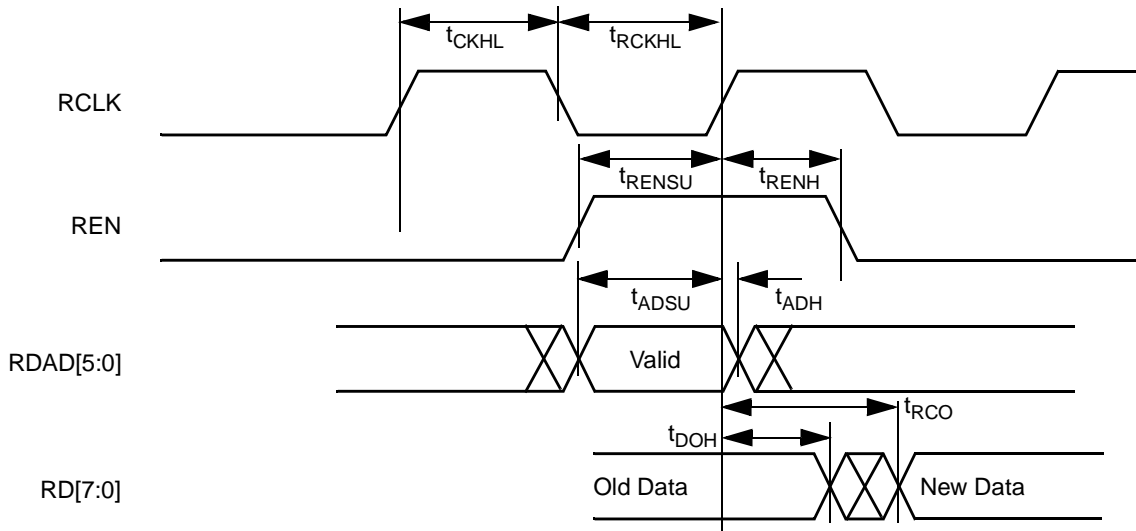 tCKHL tRCKHL
RCLK
tRENSU tRENH
REN
tADSU tADH
RDAD[5:0] Valid
tRCO
tDOH
RD[7:0] Old Data New Data